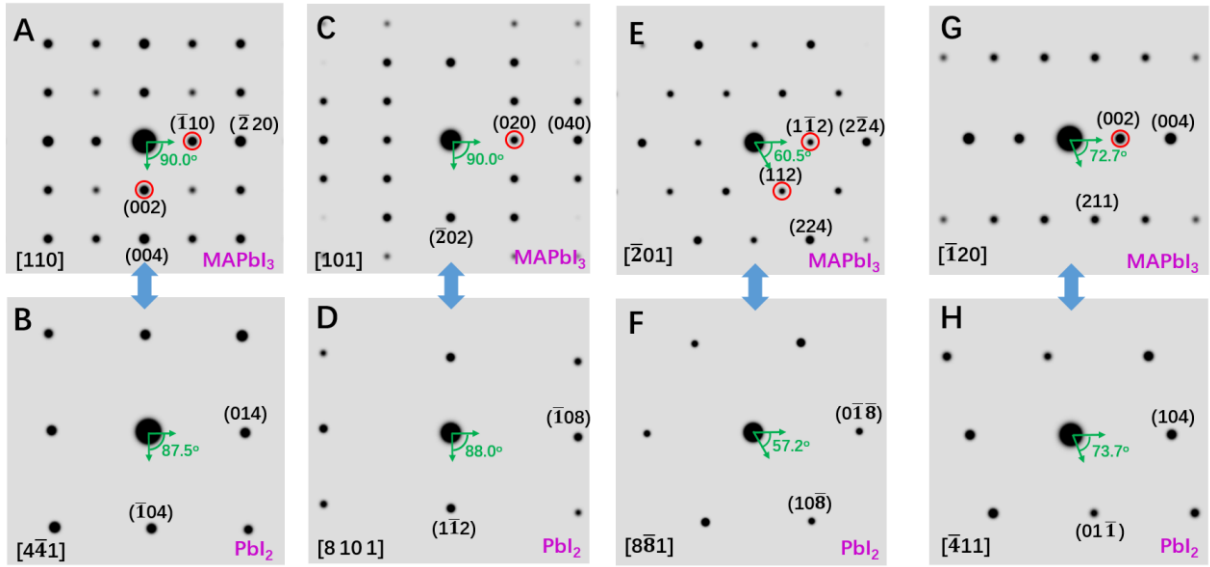 A
(1̅10)
(2̅20)
90.0°
(002)
(004)
[110]
MAPbI₃
C
(020)
(040)
90.0°
(2̅02)
[101]
MAPbI₃
E
(11̅2)
(22̅4)
60.5°
(112)
(224)
[2̅01]
MAPbI₃
G
(002)
(004)
72.7°
(211)
[1̅20]
MAPbI₃
B
(014)
87.5°
(1̅04)
[44̅1]
PbI₂
D
(1̅08)
88.0°
(11̅2)
[8 10 1]
PbI₂
F
(01̅8̅)
57.2°
(108̅)
[88̅1]
PbI₂
H
(104)
73.7°
(011̅)
[4̅11]
PbI₂